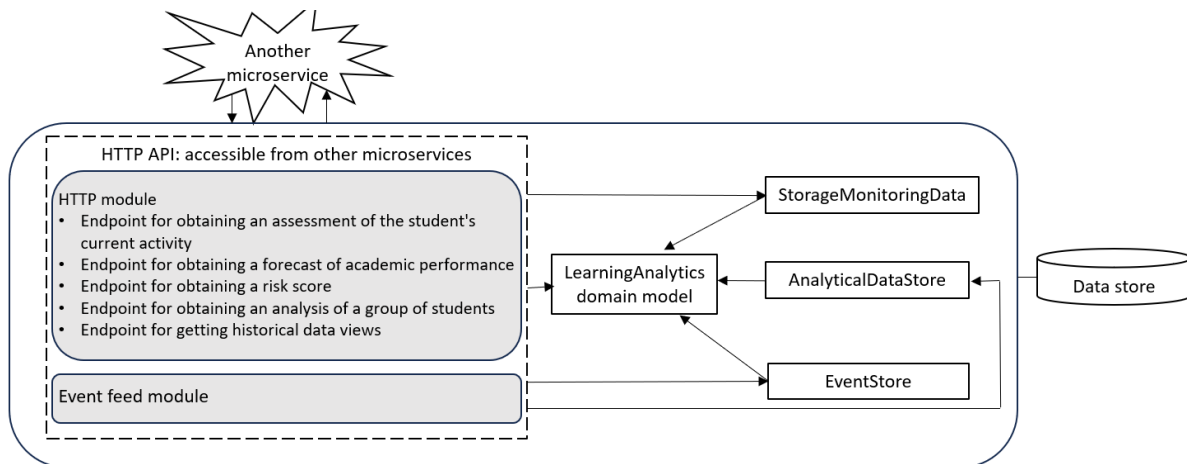 Another
microservice
HTTP API: accessible from other microservices
HTTP module
• Endpoint for obtaining an assessment of the student's
current activity
• Endpoint for obtaining a forecast of academic performance
• Endpoint for obtaining a risk score
• Endpoint for obtaining an analysis of a group of students
• Endpoint for getting historical data views
Event feed module
LearningAnalytics
domain model
StorageMonitoringData
AnalyticalDataStore
EventStore
Data store